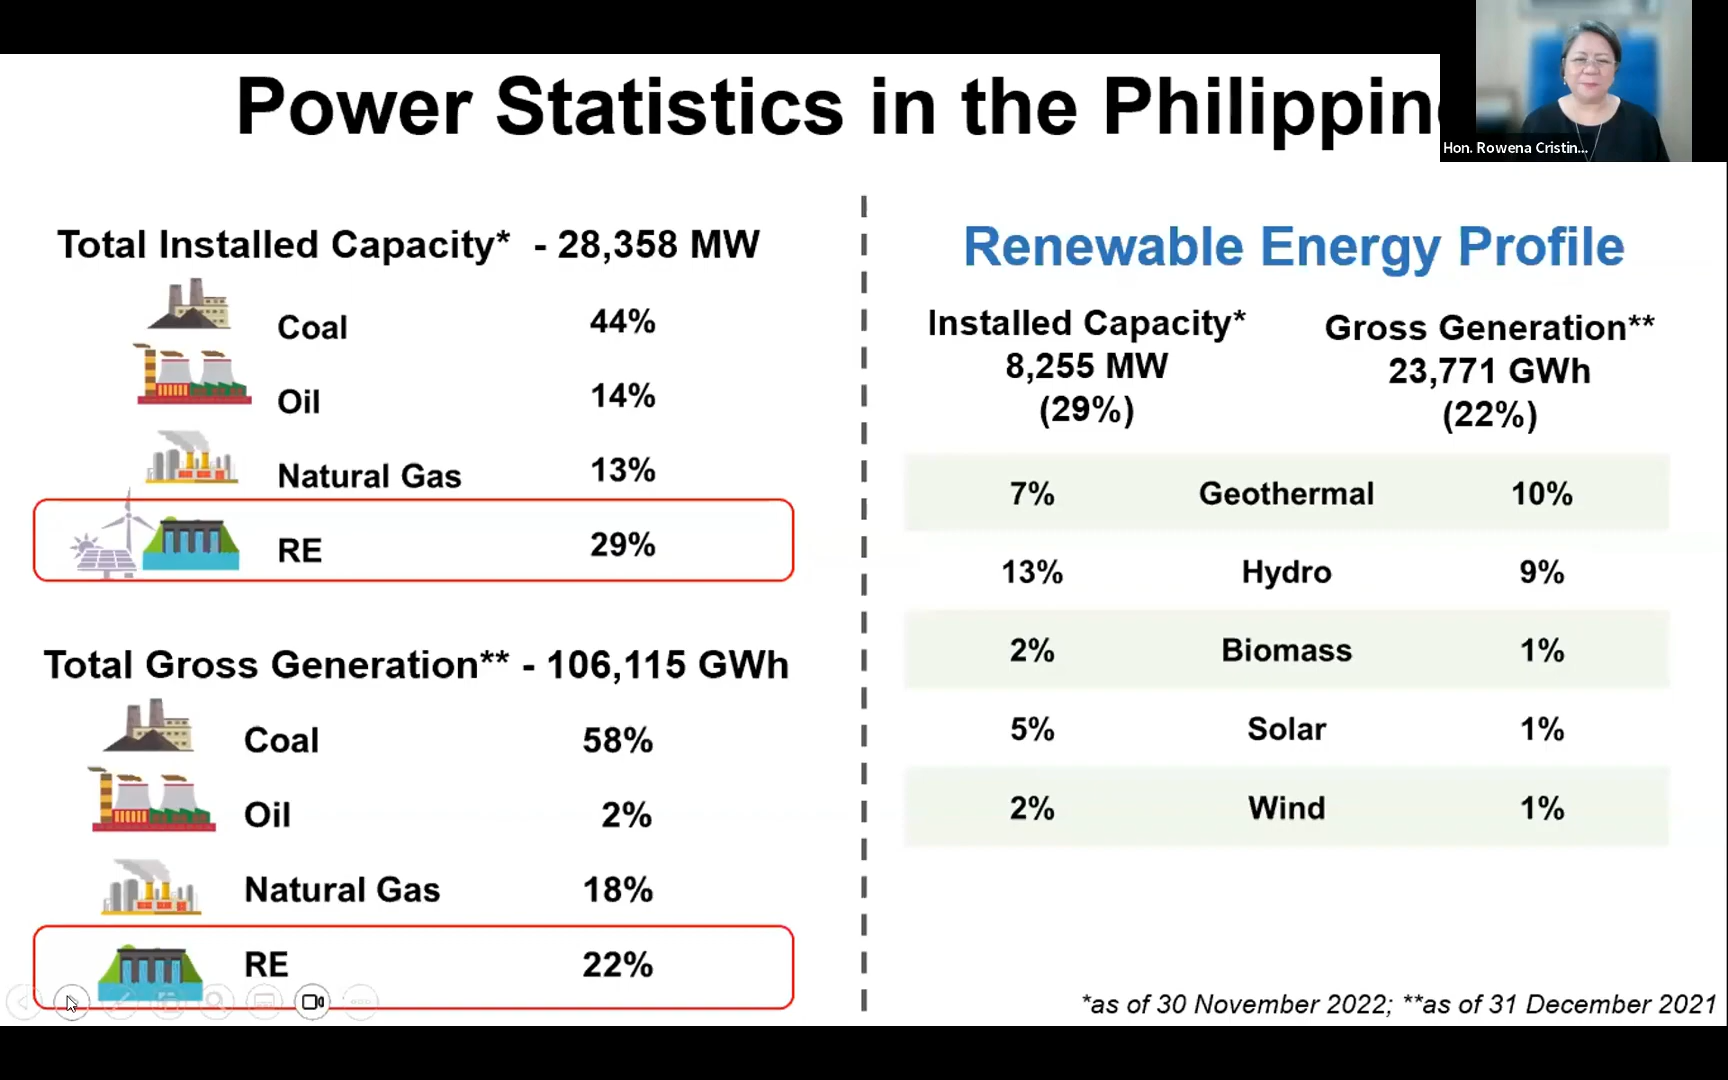 Power Statistics in the Philippin
Hon. Rowena Cristin...
Total Installed Capacity* - 28,358 MW
Coal 44%
Oil 14%
Natural Gas 13%
RE 29%
Total Gross Generation** - 106,115 GWh
Coal 58%
Oil 2%
Natural Gas 18%
RE 22%
Renewable Energy Profile
Installed Capacity*
8,255 MW
(29%)
Gross Generation**
23,771 GWh
(22%)
7% Geothermal 10%
13% Hydro 9%
2% Biomass 1%
5% Solar 1%
2% Wind 1%
*as of 30 November 2022; **as of 31 December 2021